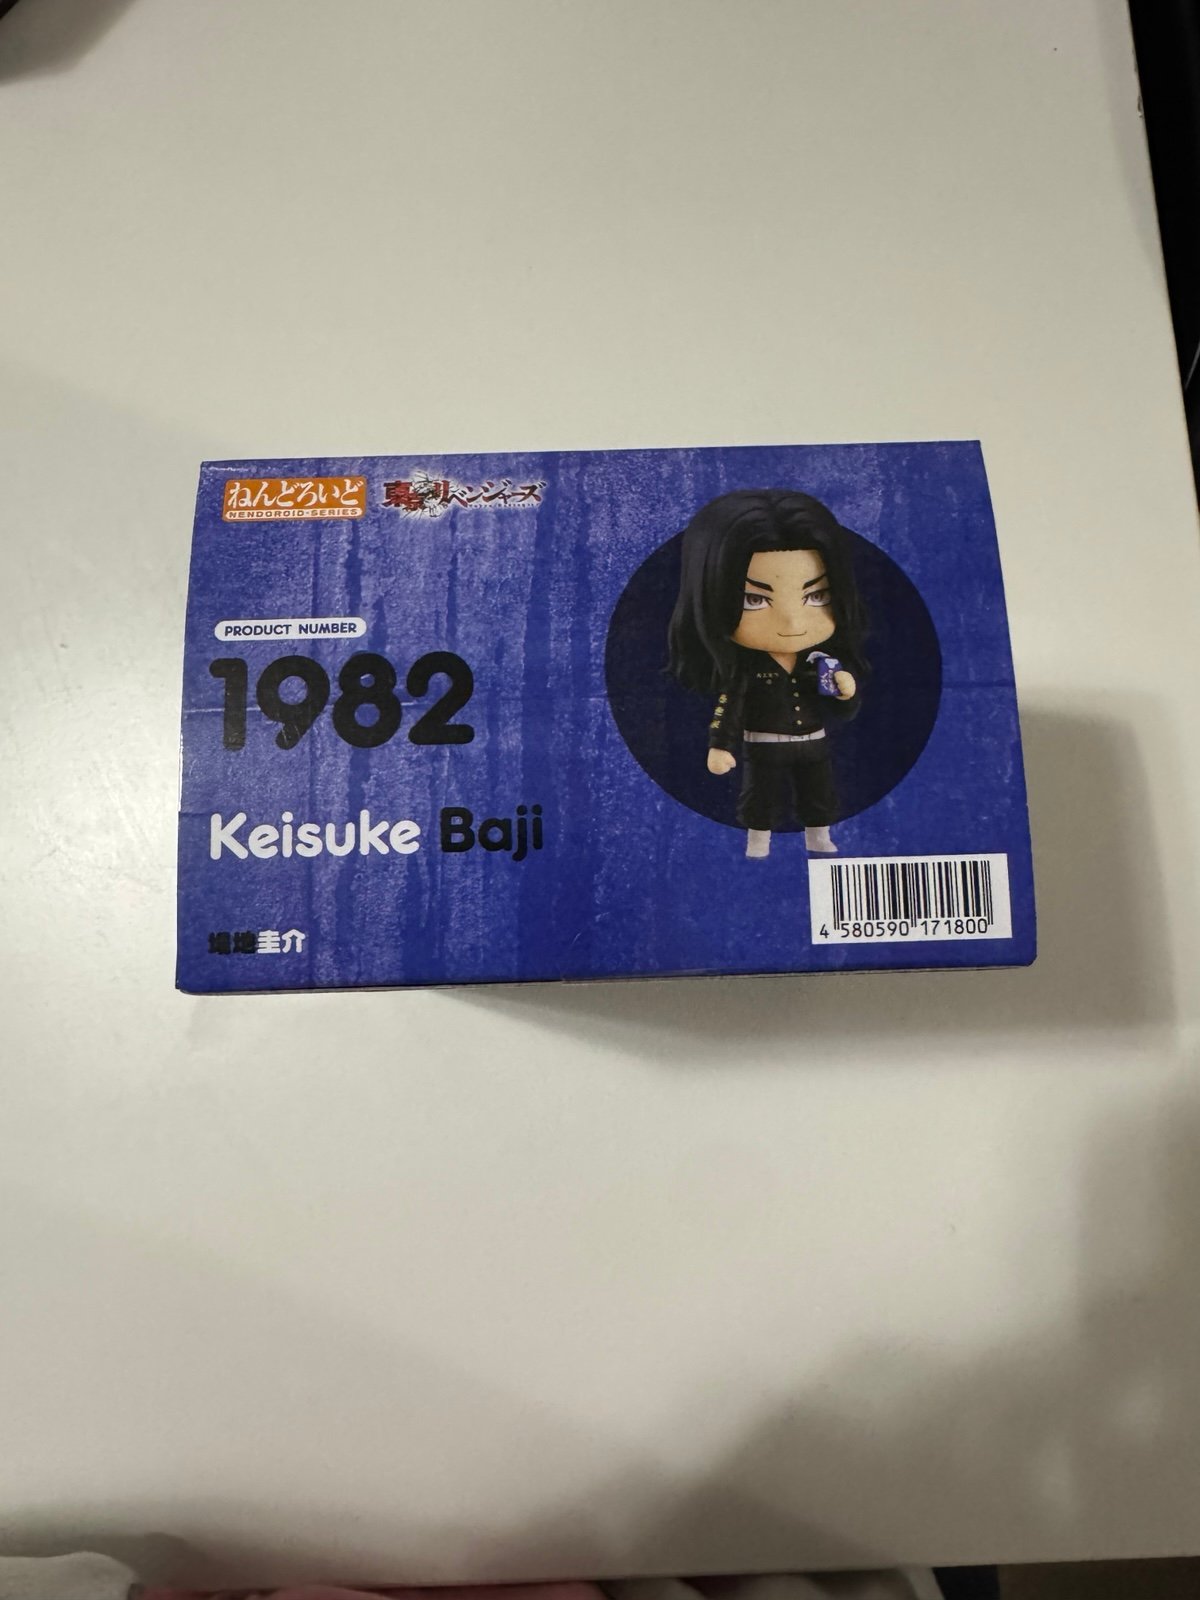 ねんどろいど
NENDOROID-SERIES
東京リベンジャーズ
PRODUCT NUMBER
1982
Keisuke Baji
場地圭介
4 580590 171800